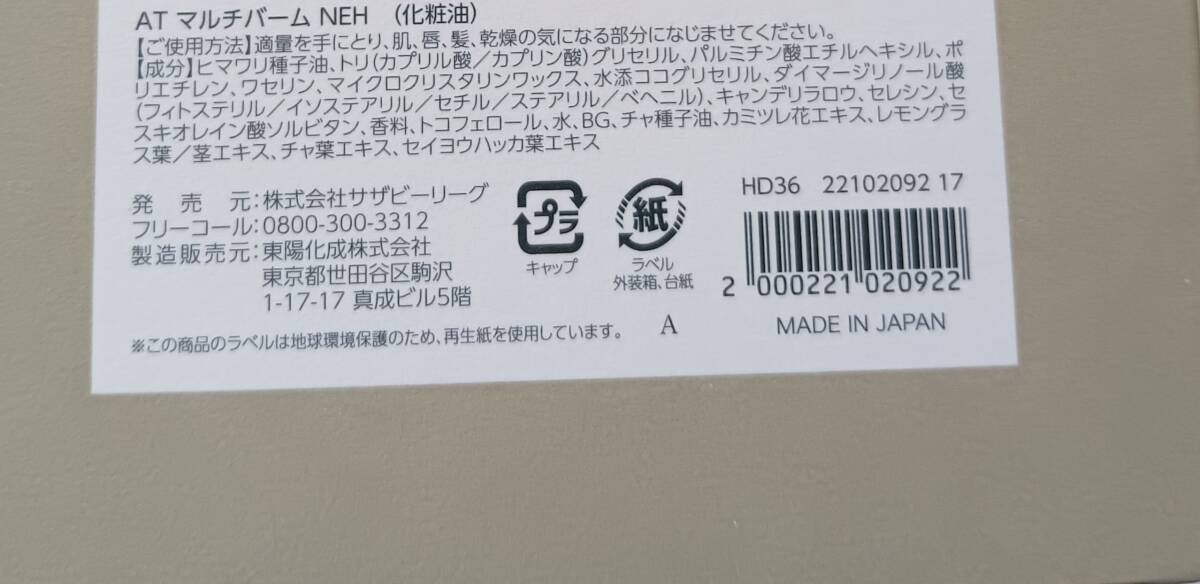 AT マルチバーム NEH （化粧油）
【ご使用方法】適量を手にとり、肌、唇、髪、乾燥の気になる部分になじませてください。
【成分】ヒマワリ種子油、トリ(カプリル酸／カプリン酸)グリセリル、パルミチン酸エチルヘキシル、ポ
リエチレン、ワセリン、マイクロクリスタリンワックス、水添ココグリセリル、ダイマージリノール酸
(フィトステリル／イソステアリル／セチル／ステアリル／ベヘニル)、キャンデリラロウ、セレシン、セ
スキオレイン酸ソルビタン、香料、トコフェロール、水、BG、チャ種子油、カミツレ花エキス、レモングラ
ス葉／茎エキス、チャ葉エキス、セイヨウハッカ葉エキス
発売元：株式会社サザビーリーグ
フリーコール：0800-300-3312
製造販売元：東陽化成株式会社
東京都世田谷区駒沢
1-17-17 真成ビル5階
※この商品のラベルは地球環境保護のため、再生紙を使用しています。
プラ
キャップ
紙
ラベル
外装箱、台紙
A
HD36 22102092 17
2 000221 020922
MADE IN JAPAN